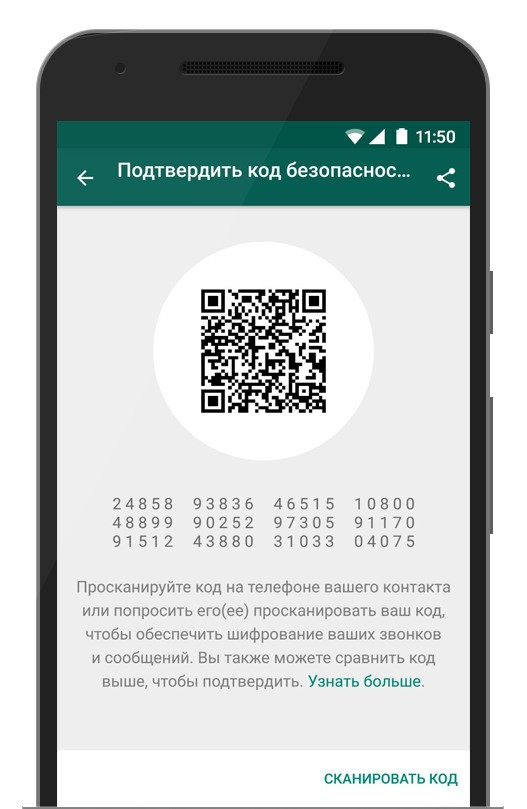 11:50
Подтвердить код безопаснос...
24858 93836 46515 10800
48899 90252 97305 91170
91512 43880 31033 04075
Просканируйте код на телефоне вашего контакта
или попросить его(ее) просканировать ваш код,
чтобы обеспечить шифрование ваших звонков
и сообщений. Вы также можете сравнить код
выше, чтобы подтвердить. Узнать больше.
СКАНИРОВАТЬ КОД